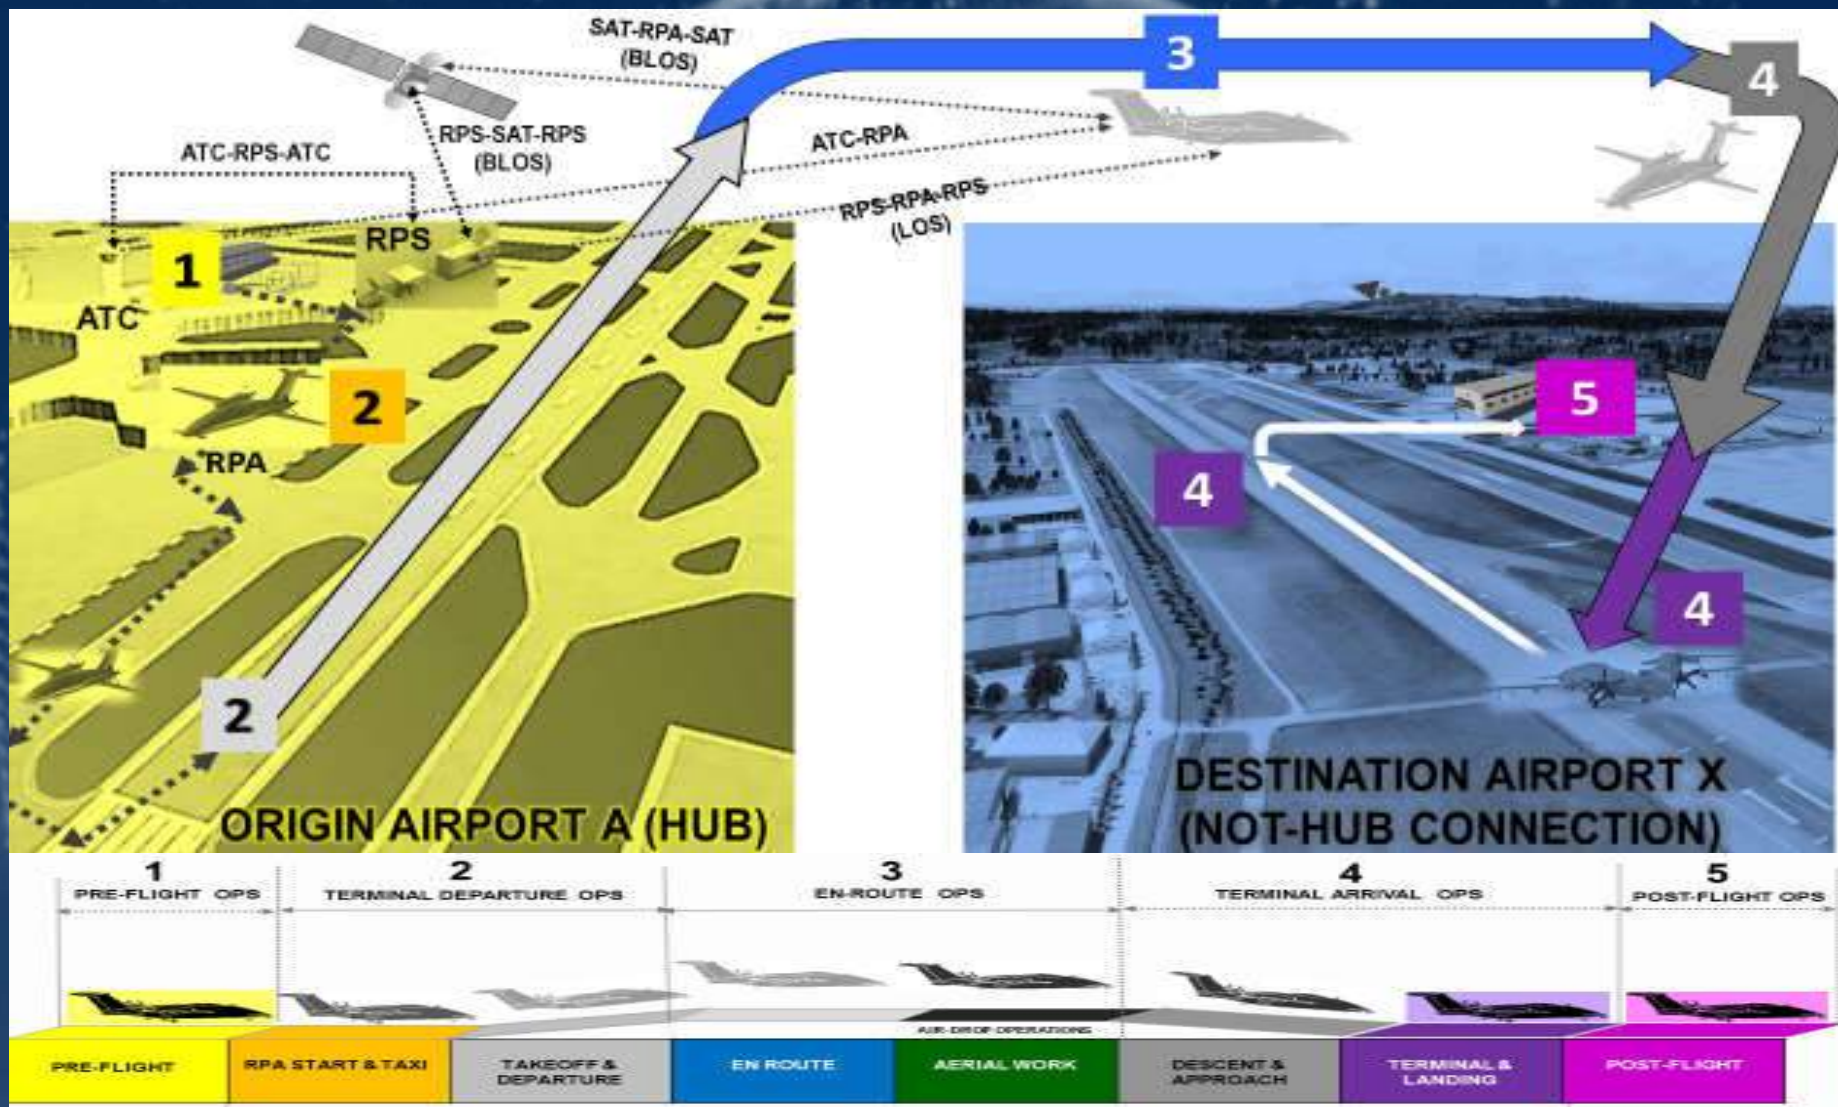 SAT-RPA-SAT
(BLOS)
3
4
RPS-SAT-RPS
(BLOS)
ATC-RPS-ATC
ATC-RPA
RPS-RPA-RPS
(LOS)
RPS
1
ATC
2
RPA
5
4
4
2
ORIGIN AIRPORT A (HUB)
DESTINATION AIRPORT X
(NOT-HUB CONNECTION)
1
PRE-FLIGHT OPS
2
TERMINAL DEPARTURE OPS
3
EN-ROUTE OPS
4
TERMINAL ARRIVAL OPS
5
POST-FLIGHT OPS
AIR-DROP OPERATIONS
PRE-FLIGHT
RPA START & TAXI
TAKEOFF &
DEPARTURE
EN ROUTE
AERIAL WORK
DESCENT &
APPROACH
TERMINAL &
LANDING
POST-FLIGHT